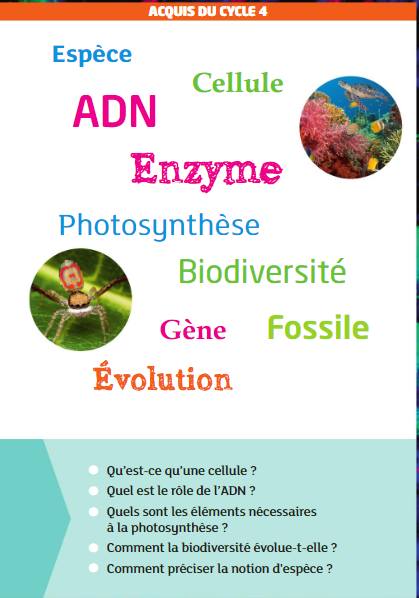 ACQUIS DU CYCLE 4
Espèce
Cellule
ADN
Enzyme
Photosynthèse
Biodiversité
Gène
Fossile
Évolution
Qu'est-ce qu'une cellule ?
Quel est le rôle de l'ADN ?
Quels sont les éléments nécessaires
à la photosynthèse ?
Comment la biodiversité évolue-t-elle ?
Comment préciser la notion d'espèce ?